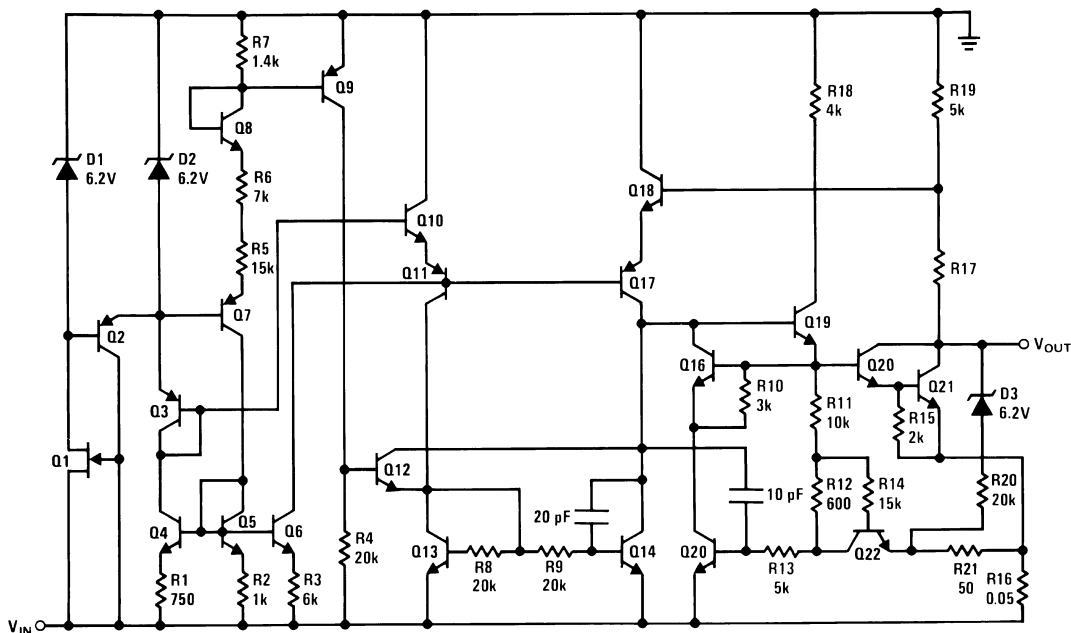 R7
1.4k
Q9
R18
4k
R19
5k
Q8
D1
6.2V
D2
6.2V
R6
7k
Q18
Q10
R5
15k
Q11
Q17
R17
Q2
Q7
Q19
VOUT
Q16
Q20
Q21
R10
3k
D3
6.2V
Q3
R11
10k
R15
2k
Q1
Q12
10 pF
R12
600
R14
15k
R20
20k
20 pF
Q4
Q5
Q6
R4
20k
Q13
R8
20k
R9
20k
Q14
Q20
R13
5k
Q22
R21
50
R16
0.05
R1
750
R2
1k
R3
6k
VIN